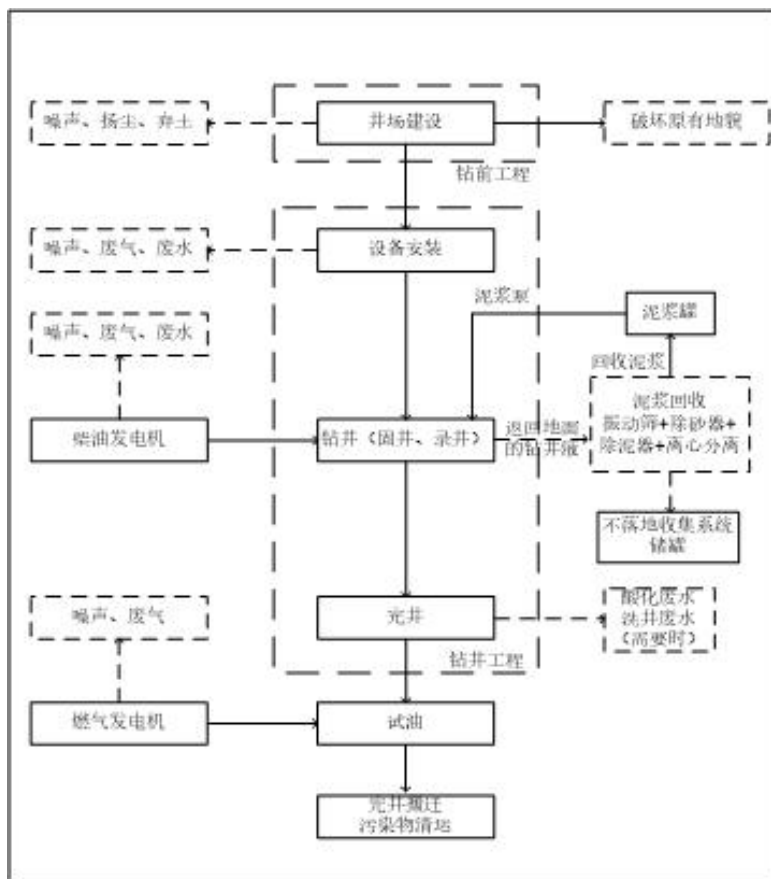 噪声、扬尘、弃土
井场建设
破坏原有地貌
钻前工程
噪声、废气、废水
设备安装
泥浆泵
泥浆罐
噪声、废气、废水
回收泥浆
泥浆回收
振动筛+除砂器+
除泥器+离心分离
柴油发电机
钻井（固井、录井）
返回地面
的钻井液
不落地收集系统
储罐
噪声、废气
完井
酸化废水
洗井废水
（需要时）
钻井工程
燃气发电机
试油
完井搬迁
污染物清运